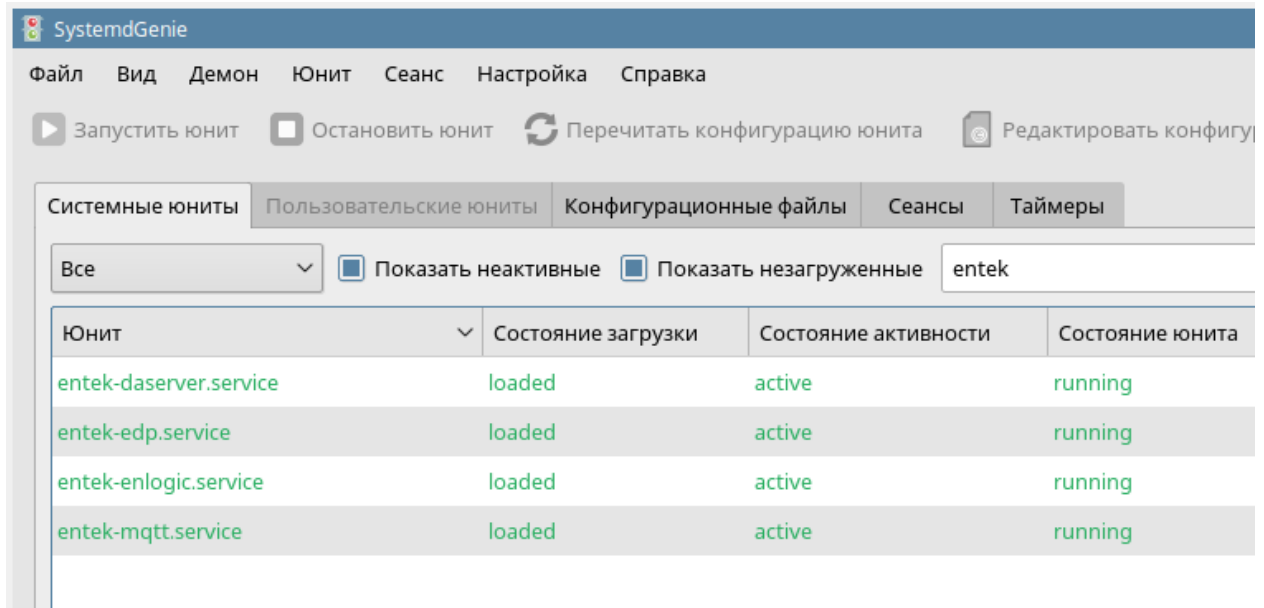 SystemdGenie
Файл Вид Демон Юнит Сеанс Настройка Справка
Запустить юнит Остановить юнит Перечитать конфигурацию юнита Редактировать
Системные юниты Пользовательские юниты Конфигурационные файлы Сеансы Таймеры
Все Показать неактивные Показать незагруженные entek
Юнит Состояние загрузки Состояние активности Состояние юнита
entek-daserver.service loaded active running
entek-edp.service loaded active running
entek-enlogic.service loaded active running
entek-mqtt.service loaded active running